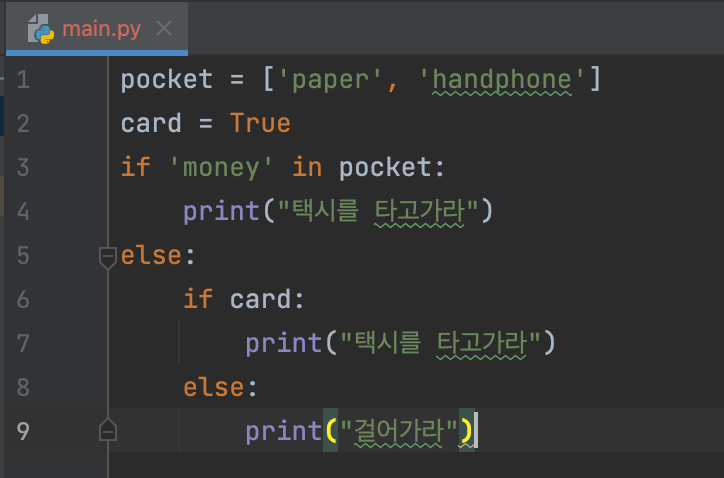 main.py
1 pocket = ['paper', 'handphone']
2 card = True
3 if 'money' in pocket:
4     print("택시를 타고가라")
5 else:
6     if card:
7         print("택시를 타고가라")
8     else:
9         print("걸어가라")